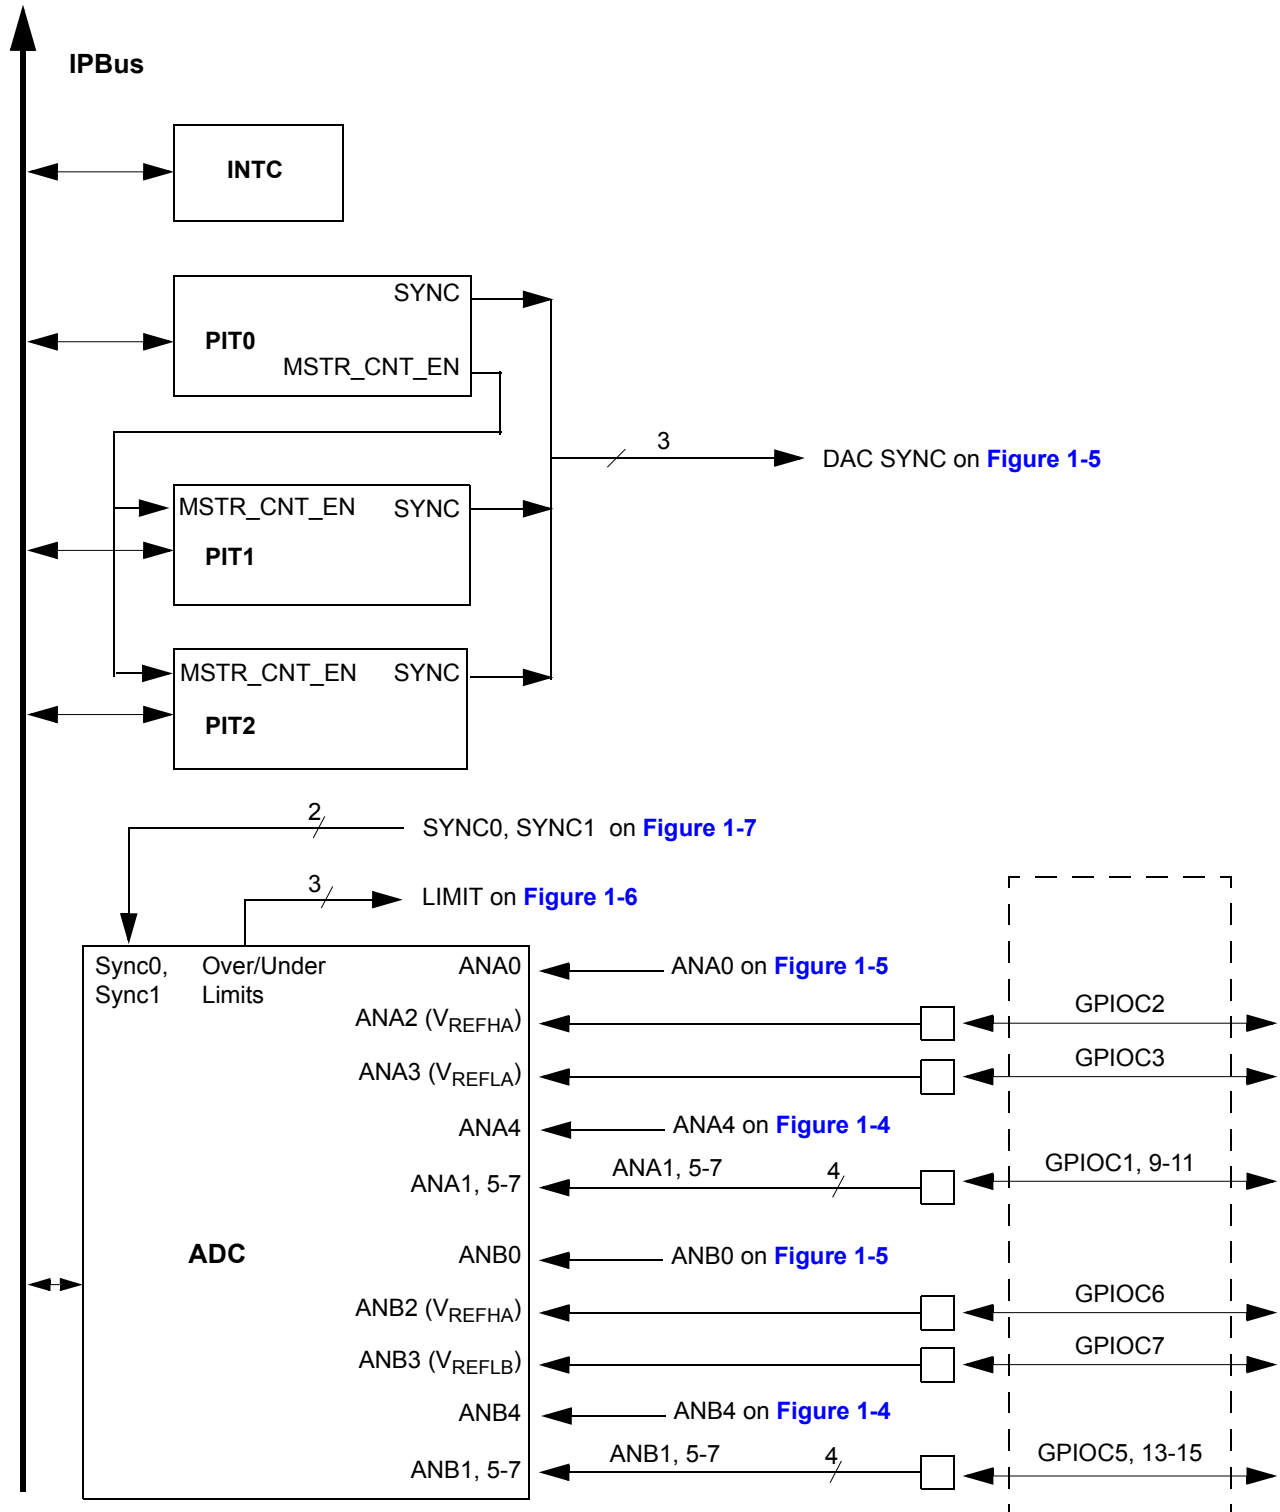 IPBus
INTC
SYNC
PIT0
MSTR_CNT_EN
3
DAC SYNC on Figure 1-5
MSTR_CNT_EN SYNC
PIT1
MSTR_CNT_EN SYNC
PIT2
2
SYNC0, SYNC1 on Figure 1-7
3
LIMIT on Figure 1-6
Sync0,
Sync1
Over/Under
Limits
ANA0
ANA0 on Figure 1-5
ANA2 (VREFHA)
GPIOC2
ANA3 (VREFLA)
GPIOC3
ANA4
ANA4 on Figure 1-4
ANA1, 5-7
ANA1, 5-7
4
GPIOC1, 9-11
ADC
ANB0
ANB0 on Figure 1-5
ANB2 (VREFHA)
GPIOC6
ANB3 (VREFLB)
GPIOC7
ANB4
ANB4 on Figure 1-4
ANB1, 5-7
ANB1, 5-7
4
GPIOC5, 13-15